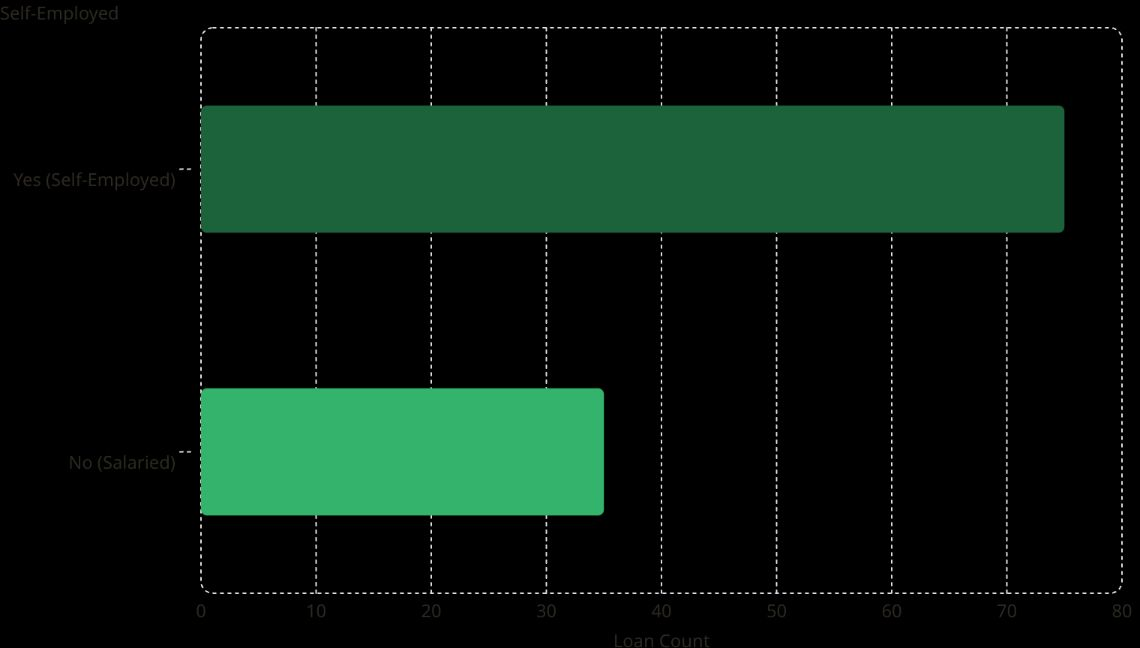 Self-Employed
Yes (Self-Employed)
No (Salaried)
0 10 20 30 40 50 60 70 80
Loan Count